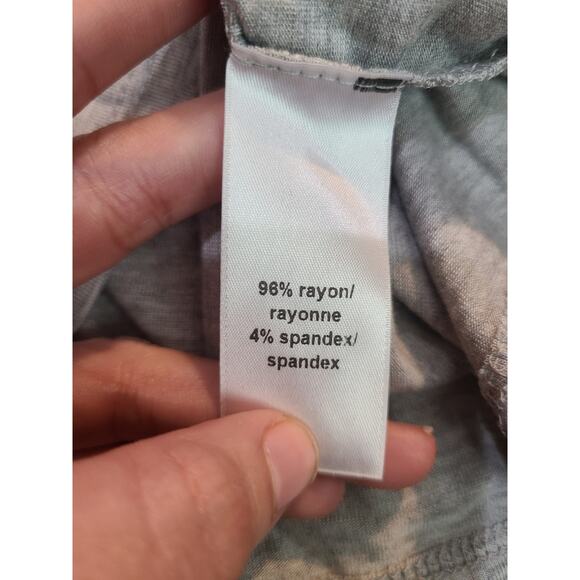 96% rayon/
rayonne
4% spandex/
spandex